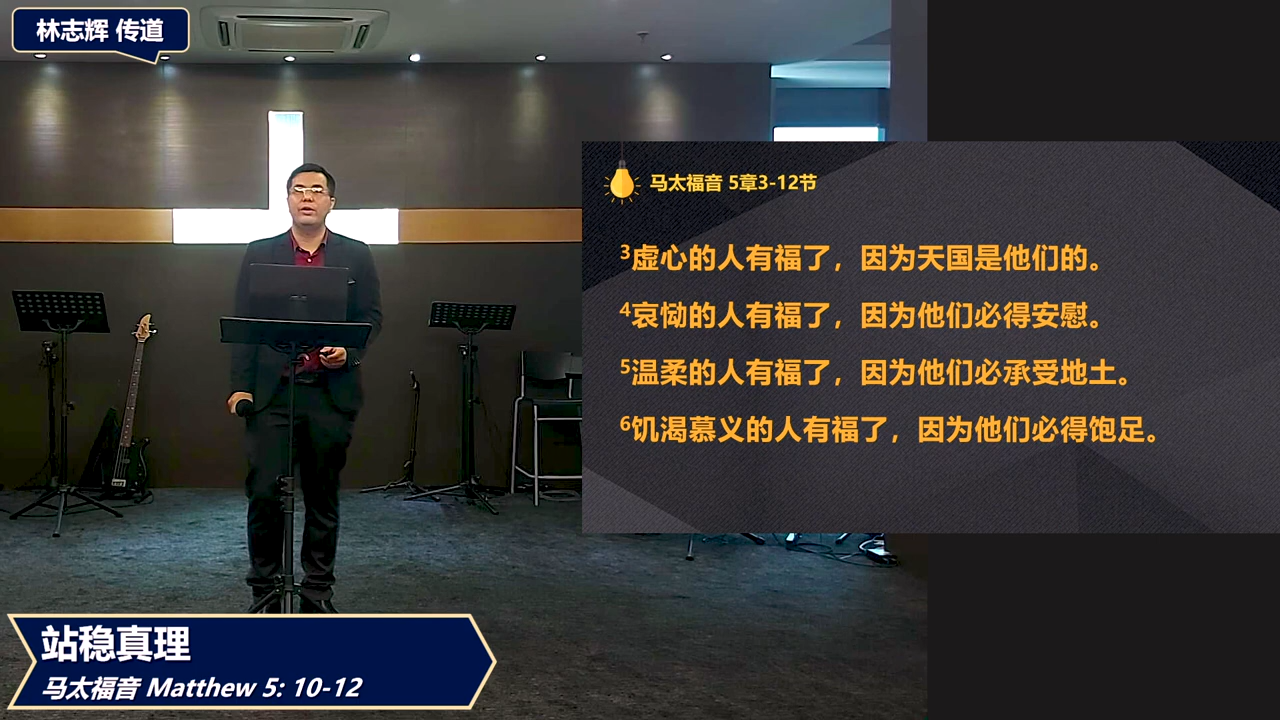 林志辉 传道
马太福音 5章3-12节
3虚心的人有福了，因为天国是他们的。
4哀恸的人有福了，因为他们必得安慰。
5温柔的人有福了，因为他们必承受地土。
6饥渴慕义的人有福了，因为他们必得饱足。
站稳真理
马太福音 Matthew 5: 10-12